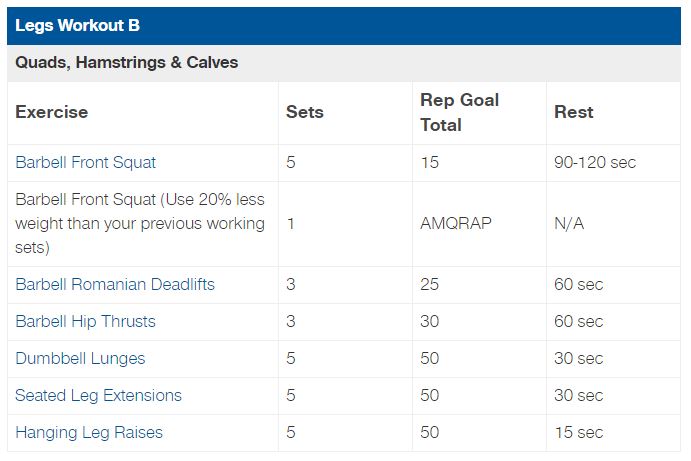 Legs Workout B
Quads, Hamstrings & Calves
Exercise Sets Rep Goal Total Rest
Barbell Front Squat 5 15 90-120 sec
Barbell Front Squat (Use 20% less weight than your previous working sets) 1 AMQRAP N/A
Barbell Romanian Deadlifts 3 25 60 sec
Barbell Hip Thrusts 3 30 60 sec
Dumbbell Lunges 5 50 30 sec
Seated Leg Extensions 5 50 30 sec
Hanging Leg Raises 5 50 15 sec